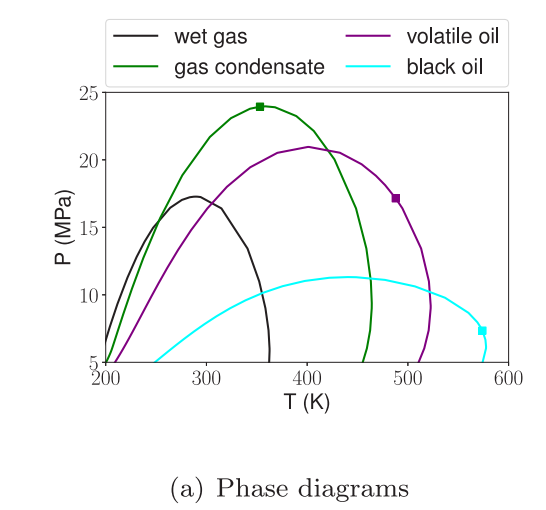 wet gas
volatile oil
gas condensate
black oil
25
20
15
10
5
P (MPa)
200
300
400
500
600
T (K)
(a) Phase diagrams